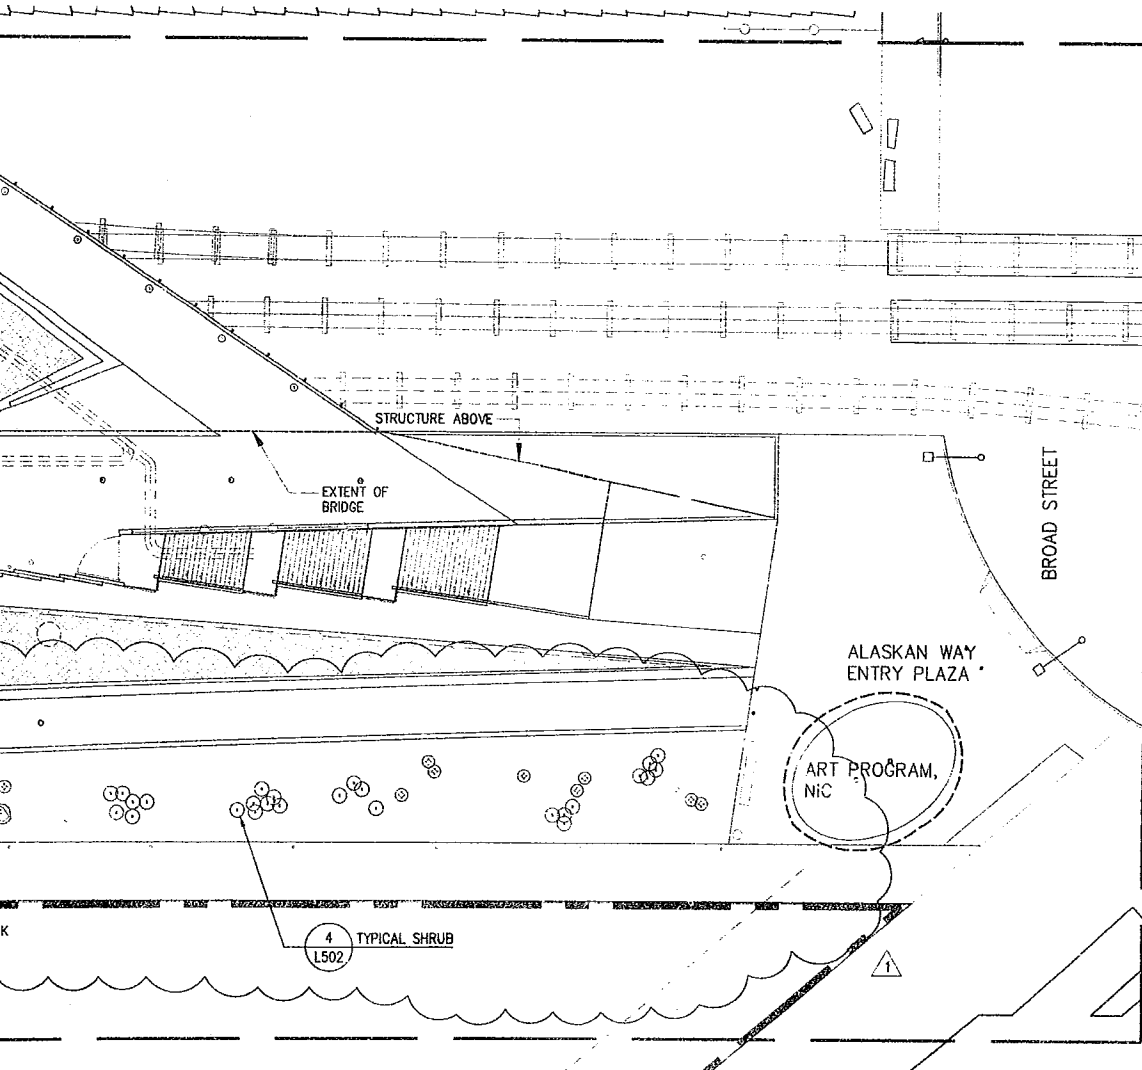 STRUCTURE ABOVE
EXTENT OF
BRIDGE
BROAD STREET
ALASKAN WAY
ENTRY PLAZA
ART PROGRAM,
NIC
K
4
L502
TYPICAL SHRUB
1